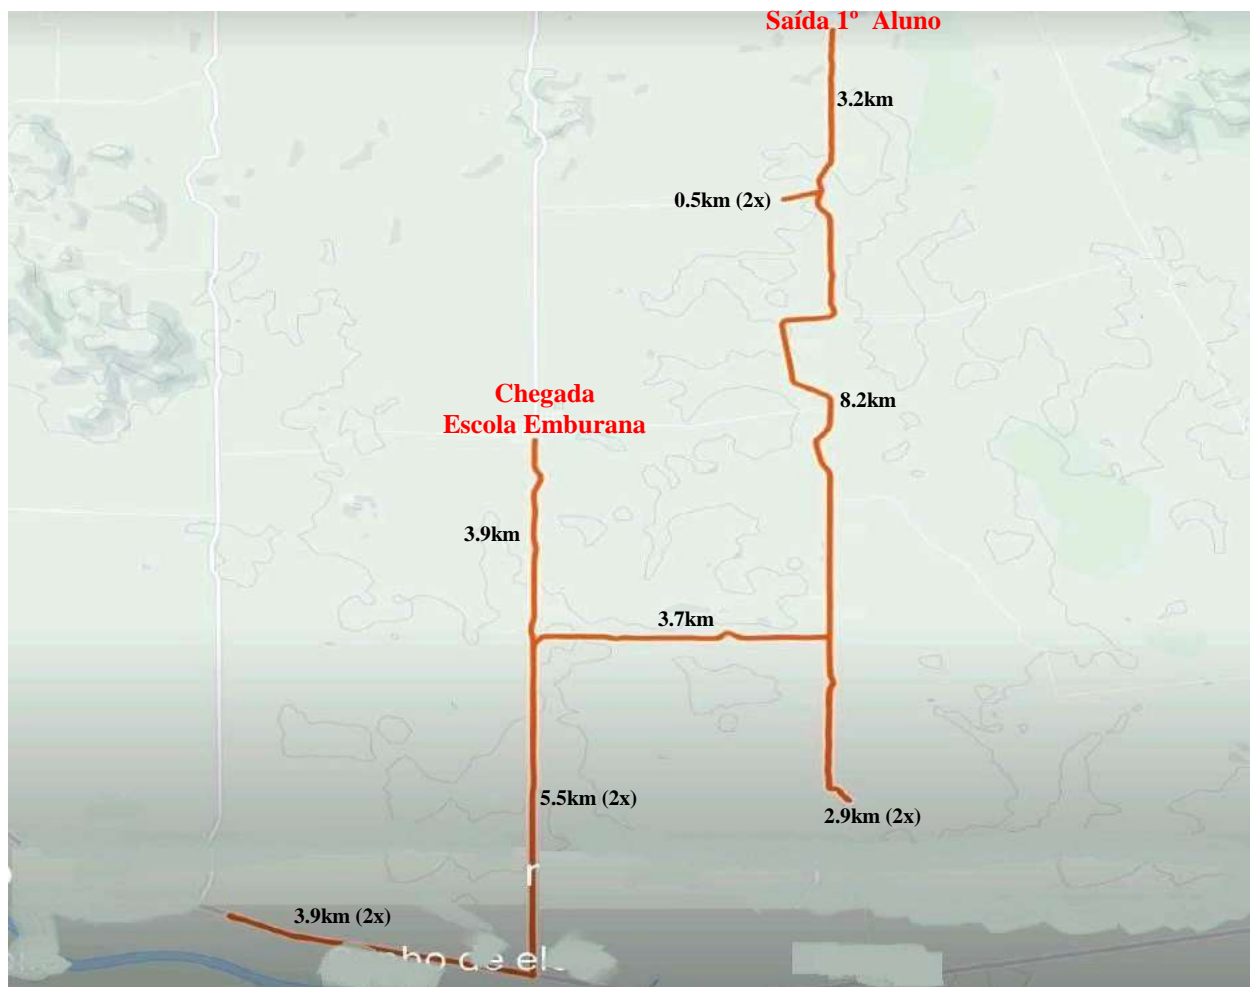 Saída 1º Aluno
3.2km
0.5km (2x)
Chegada
Escola Emburana
8.2km
3.9km
3.7km
5.5km (2x)
2.9km (2x)
r
3.9km (2x)